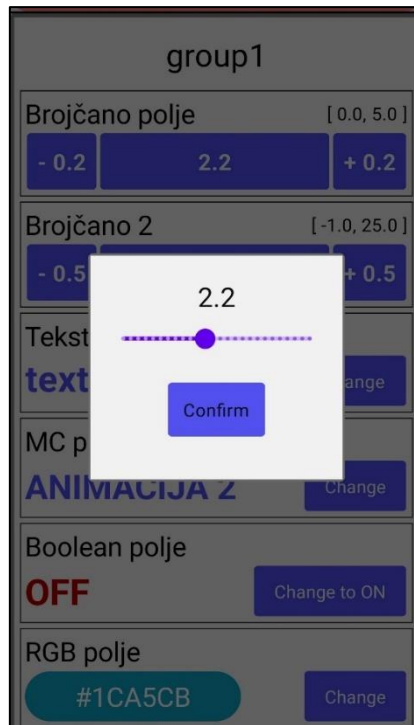 group1
Brojčano polje [ 0.0, 5.0 ]
- 0.2 2.2 + 0.2
Brojčano 2 [ -1.0, 25.0 ]
- 0.5 + 0.5
2.2
Tekst
text
Confirm
MC p
ANIMACIJA 2 Change
Boolean polje
OFF Change to ON
RGB polje
#1CA5CB Change